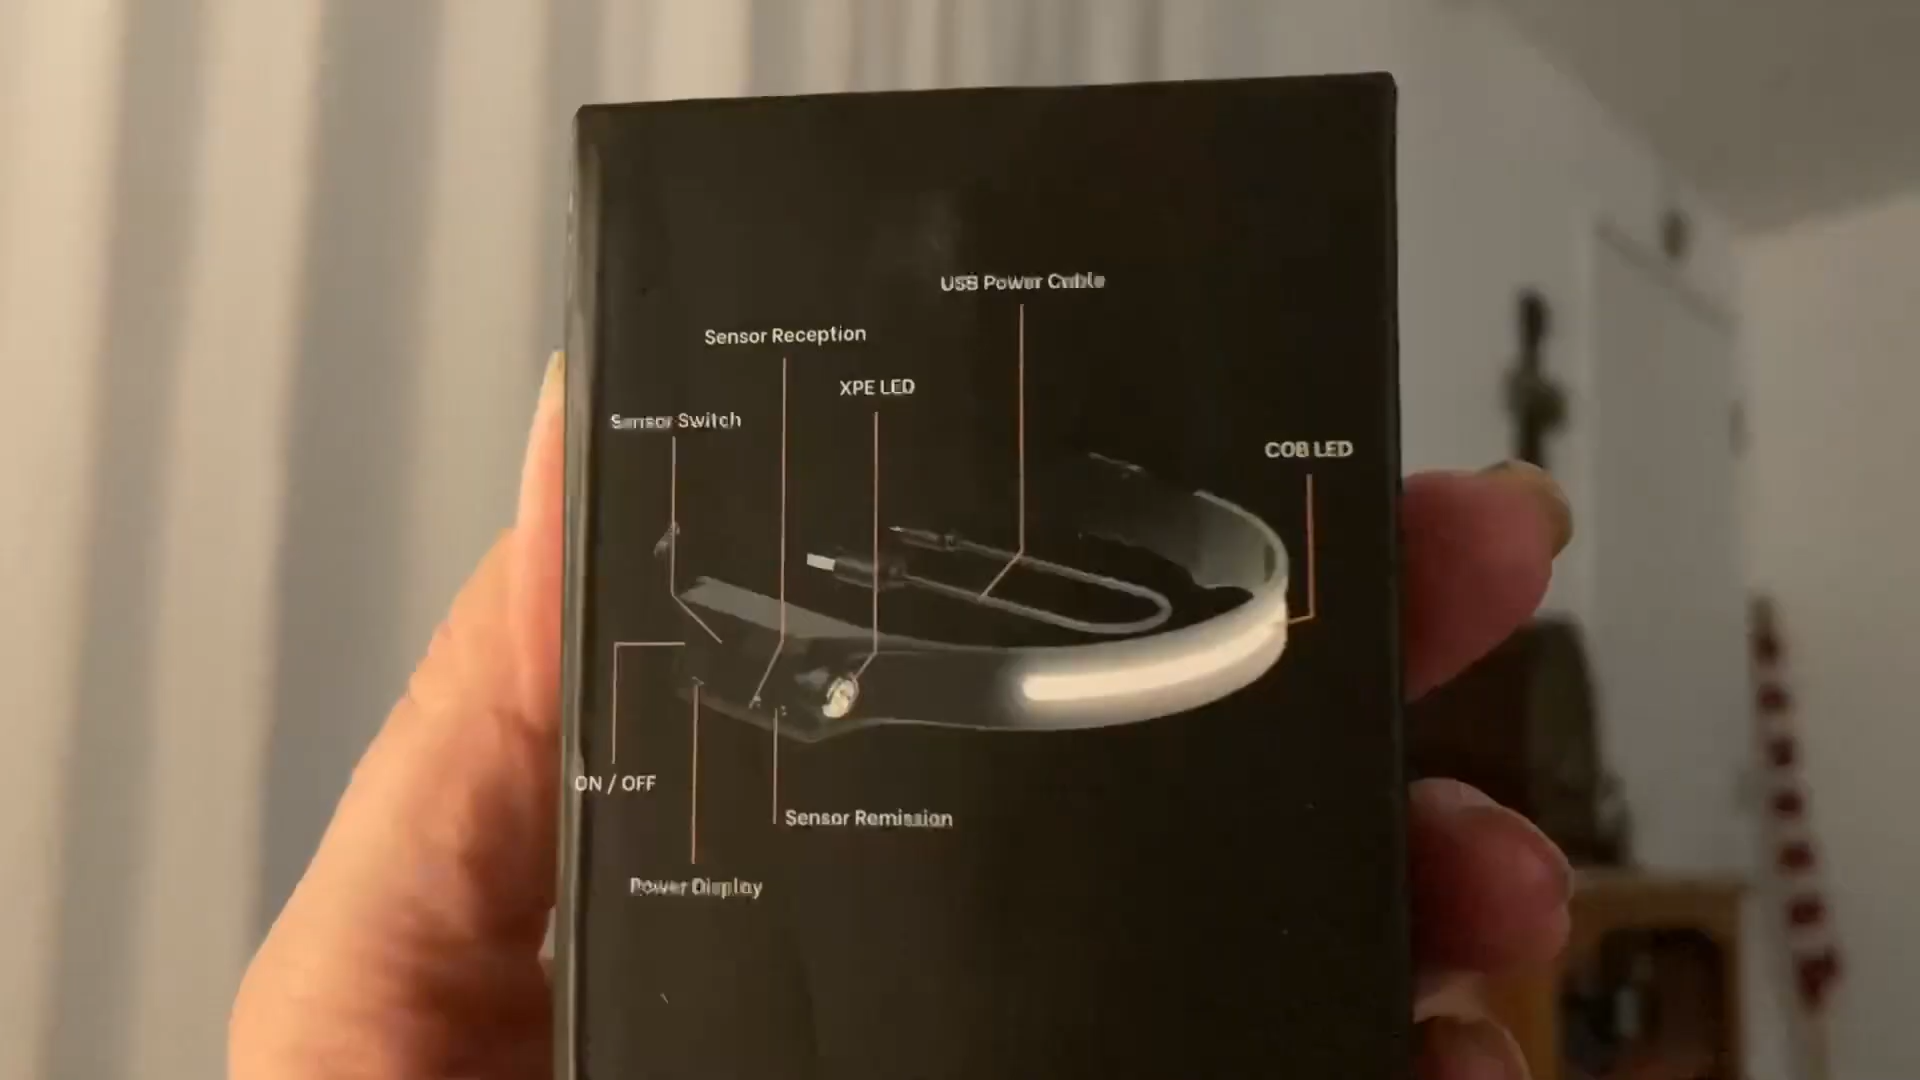 USB Power Cable
Sensor Reception
XPE LED
Sensor Switch
COB LED
ON / OFF
Sensor Remission
Power Display